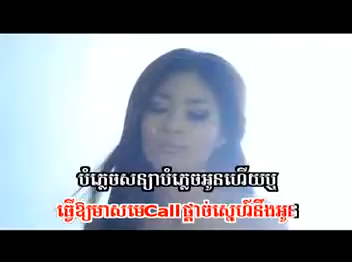 បំភ្លេចសន្យាបំភ្លេចអូនហើយឬ
ធ្វើឱ្យមាសមេCallផ្ដាច់ស្នេហ៍នឹងអូន